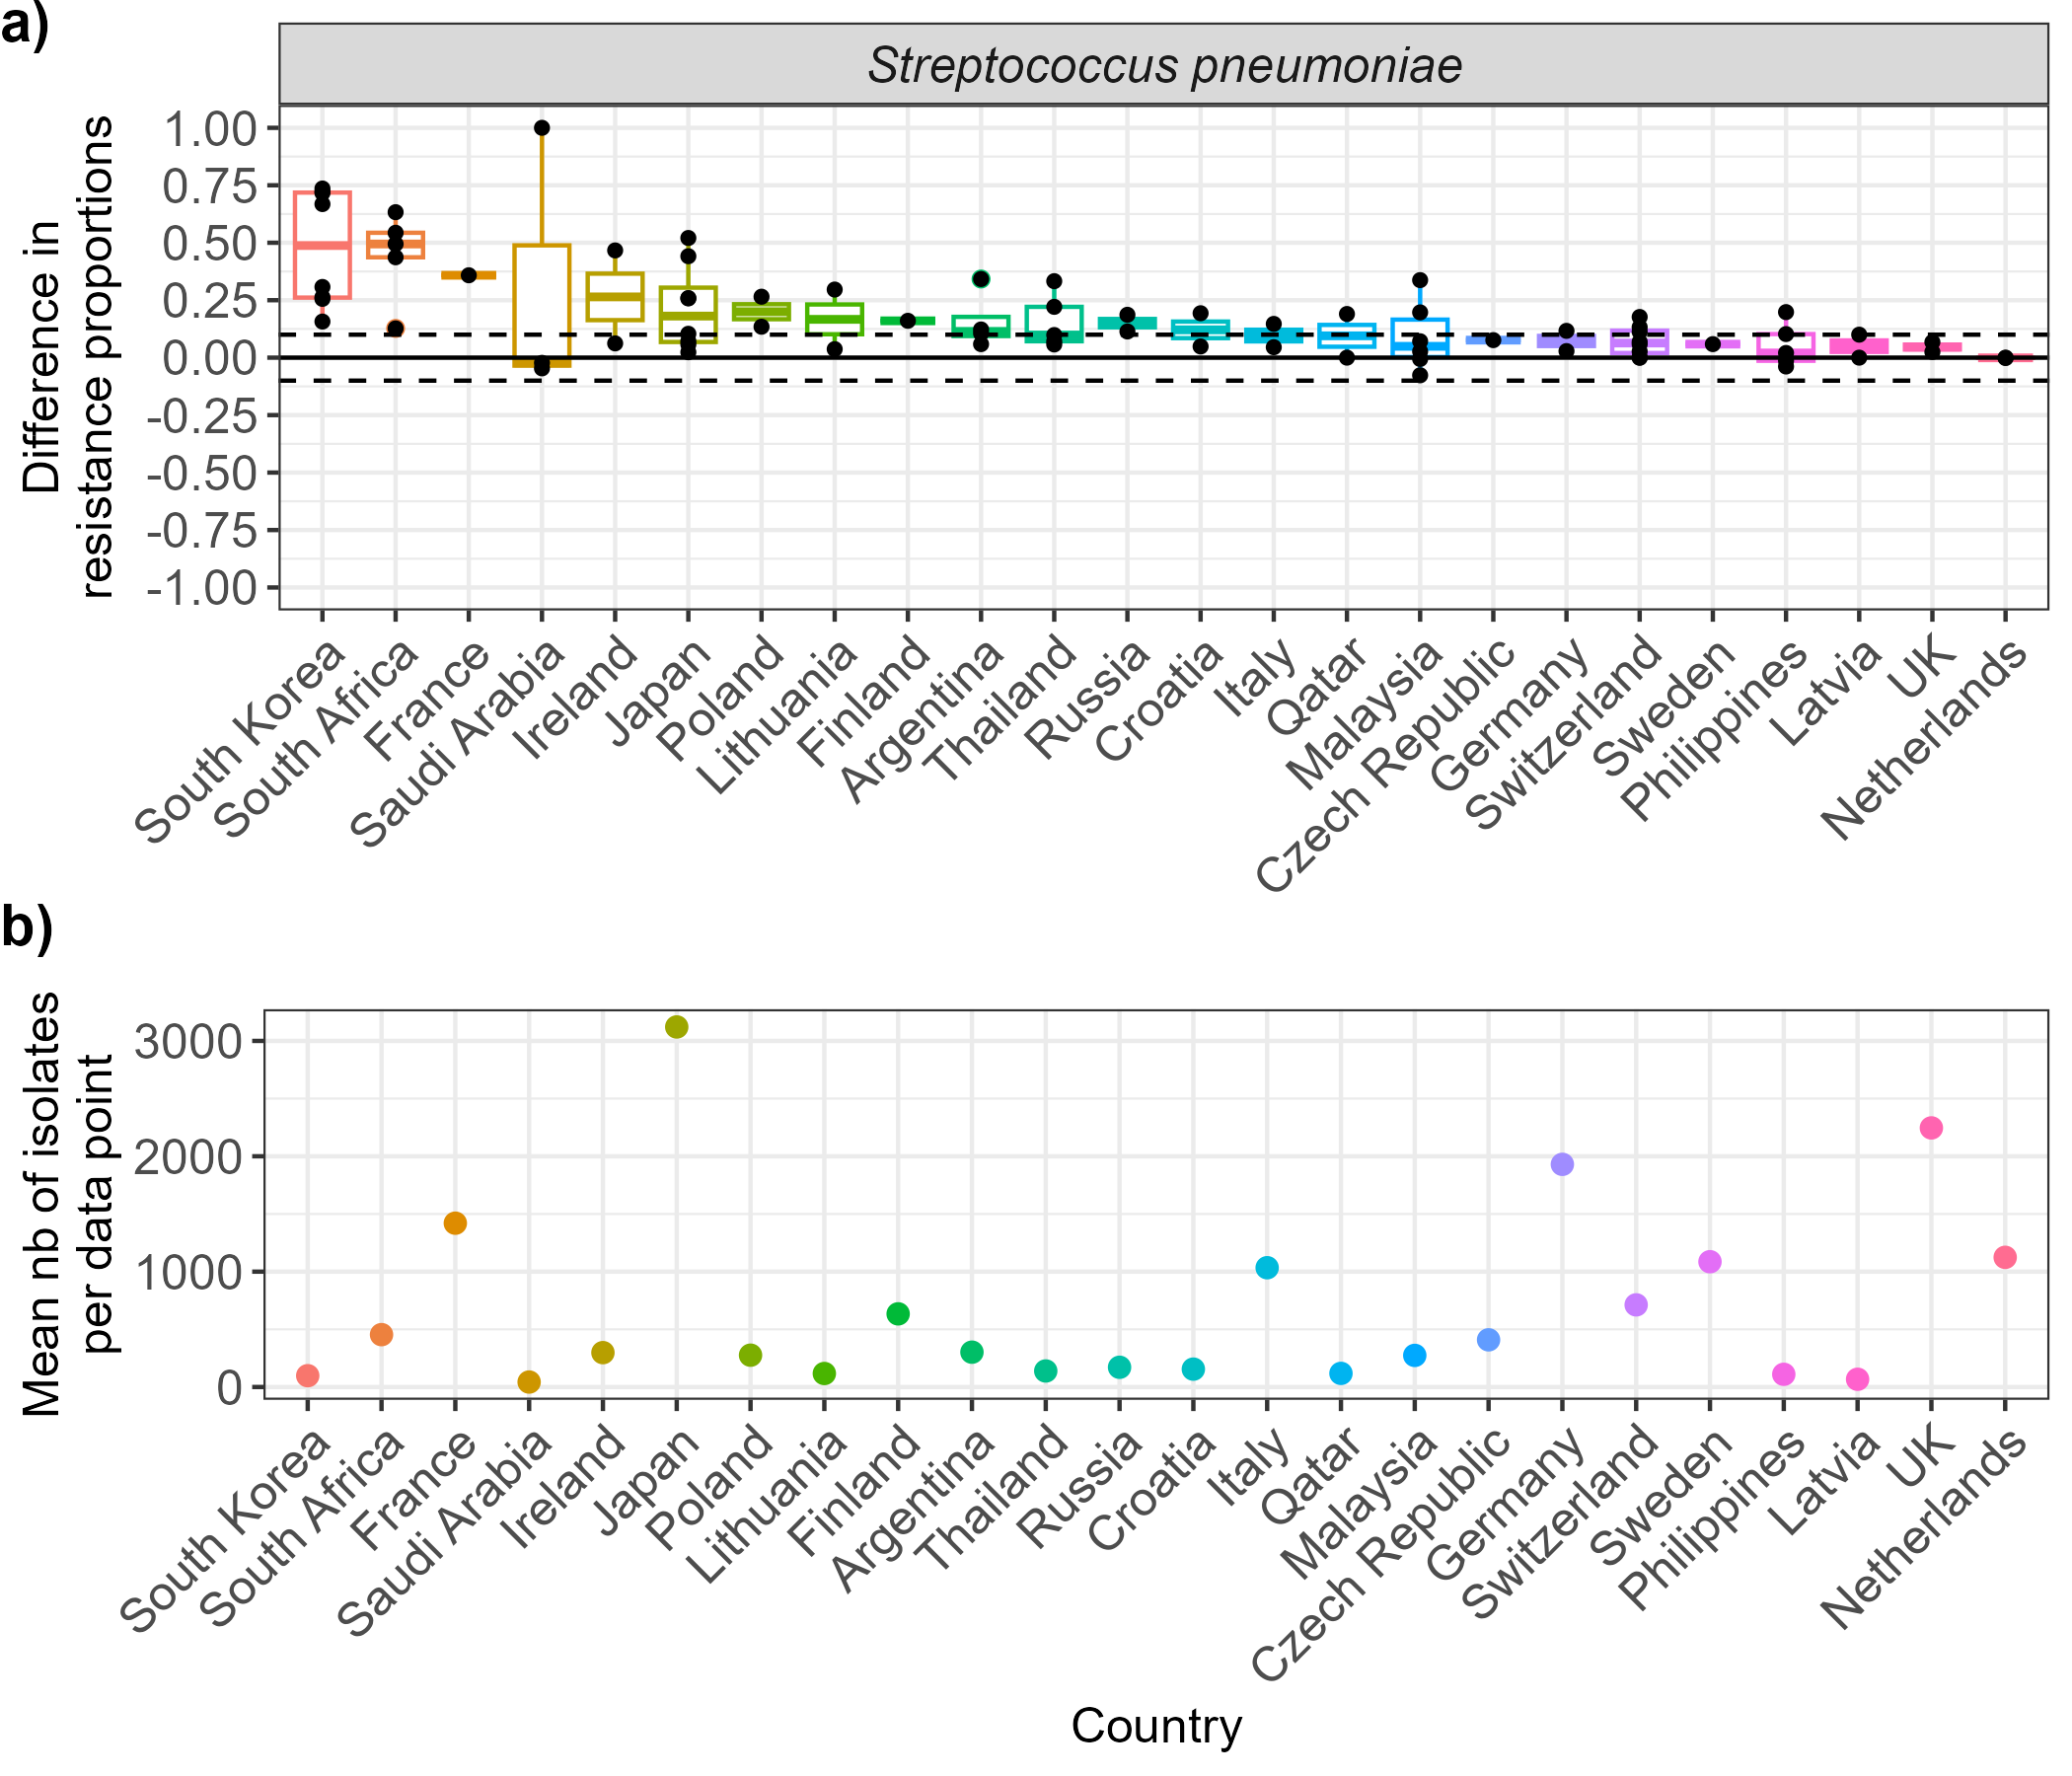 a)
Streptococcus pneumoniae
Difference in
resistance proportions
1.00
0.75
0.50
0.25
0.00
-0.25
-0.50
-0.75
-1.00
South Korea
South Africa
France
Saudi Arabia
Ireland
Japan
Poland
Lithuania
Finland
Argentina
Thailand
Russia
Croatia
Italy
Qatar
Malaysia
Czech Republic
Germany
Switzerland
Sweden
Philippines
Latvia
UK
Netherlands
b)
Mean nb of isolates
per data point
3000
2000
1000
0
South Korea
South Africa
France
Saudi Arabia
Ireland
Japan
Poland
Lithuania
Finland
Argentina
Thailand
Russia
Croatia
Italy
Qatar
Malaysia
Czech Republic
Germany
Switzerland
Sweden
Philippines
Latvia
UK
Netherlands
Country